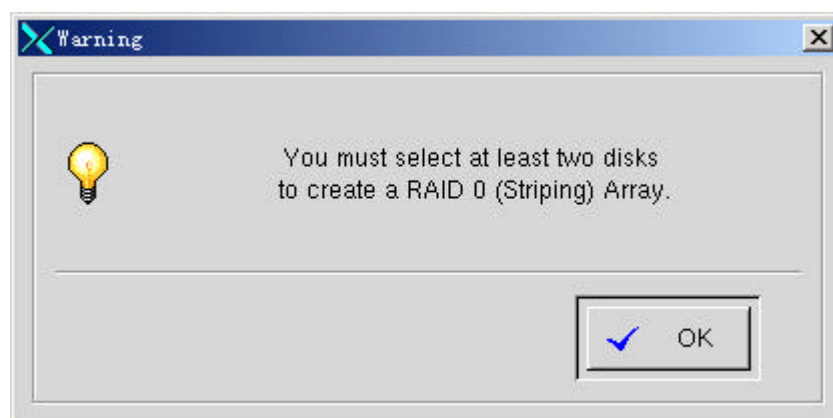 Warning
You must select at least two disks
to create a RAID 0 (Striping) Array.
OK